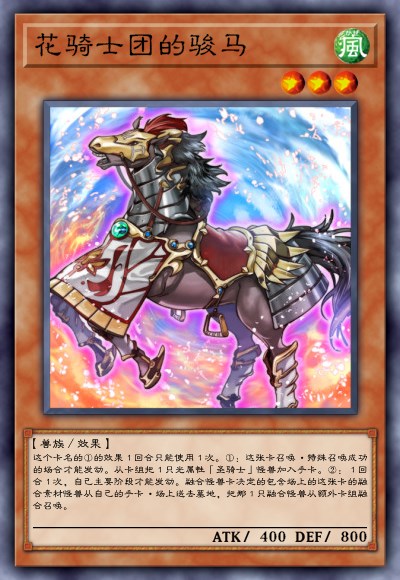 花骑士团的骏马
風
【兽族／效果】
这个卡名的①的效果1回合只能使用1次。①：这张卡召唤·特殊召唤成功
的场合才能发动。从卡组把1只光属性「圣骑士」怪兽加入手卡。②：1回
合1次，自己主要阶段才能发动。融合怪兽卡决定的包含场上的这张卡的融
合素材怪兽从自己的手卡·场上送去墓地，把那1只融合怪兽从额外卡组融
合召唤。
ATK/ 400 DEF/ 800